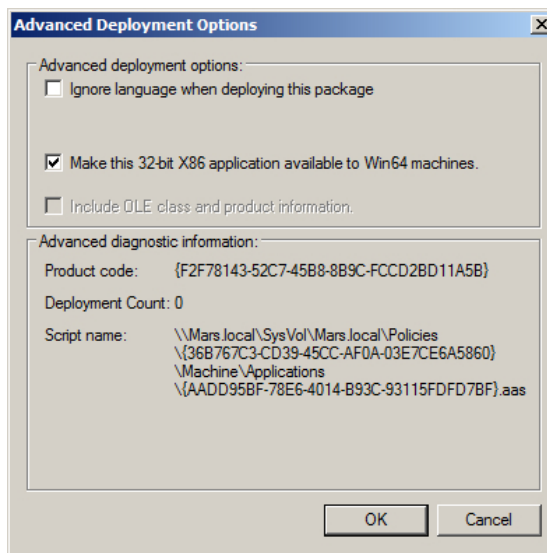 Advanced Deployment Options
Advanced deployment options:
Ignore language when deploying this package
Make this 32-bit X86 application available to Win64 machines.
Include OLE class and product information.
Advanced diagnostic information:
Product code: {F2F78143-52C7-45B8-8B9C-FCCD2BD11A5B}
Deployment Count: 0
Script name: \\Mars.local\SysVol\Mars.local\Policies
\{36B767C3-CD39-45CC-AF0A-03E7CE6A5860}
\Machine\Applications
\{AADD95BF-78E6-4014-B93C-93115FDFD7BF}.aas
OK Cancel